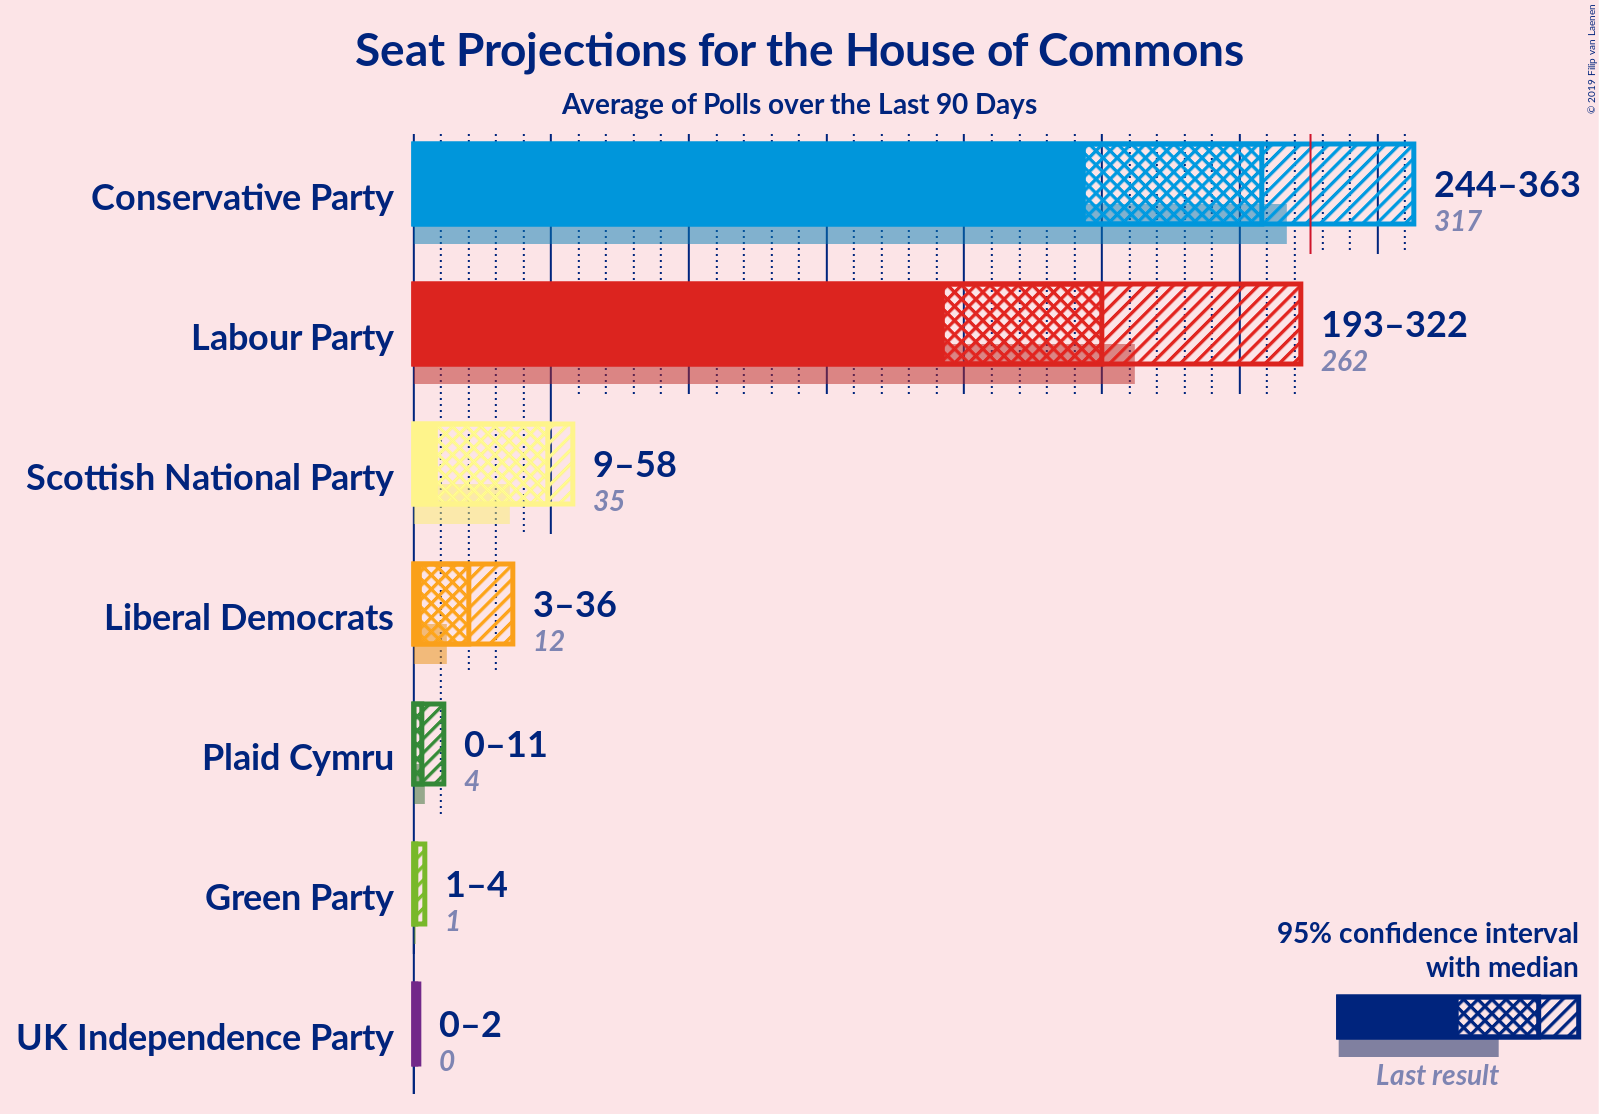 Seat Projections for the House of Commons
Average of Polls over the Last 90 Days
© 2019 Filip van Laenen
Conservative Party
244–363
317
Labour Party
193–322
262
Scottish National Party
9–58
35
Liberal Democrats
3–36
12
Plaid Cymru
0–11
4
Green Party
1–4
1
UK Independence Party
0–2
0
95% confidence interval
with median
Last result